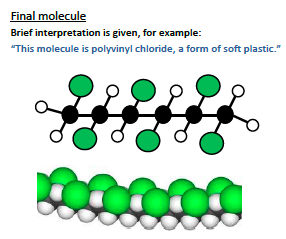 Final molecule
Brief interpretation is given, for example:
“This molecule is polyvinyl chloride, a form of soft plastic.”